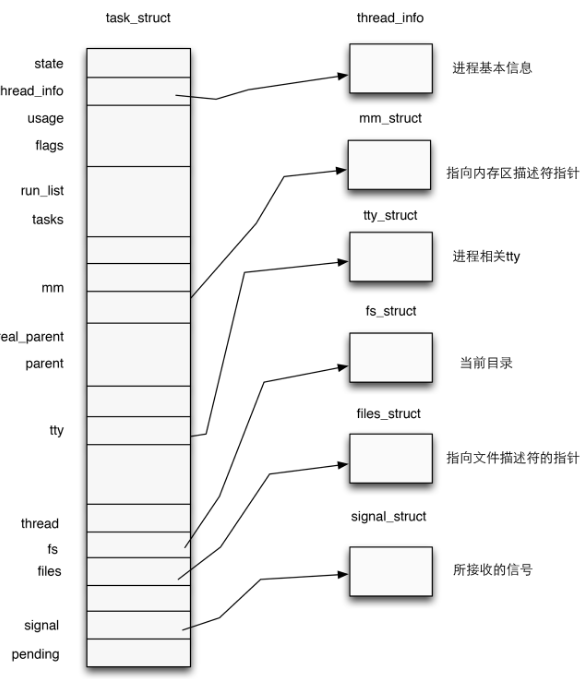 task_struct
thread_info
state
hread_info
usage
flags
run_list
tasks
mm
eal_parent
parent
tty
thread
fs
files
signal
pending
进程基本信息
mm_struct
指向内存区描述符指针
tty_struct
进程相关tty
fs_struct
当前目录
files_struct
指向文件描述符的指针
signal_struct
所接收的信号